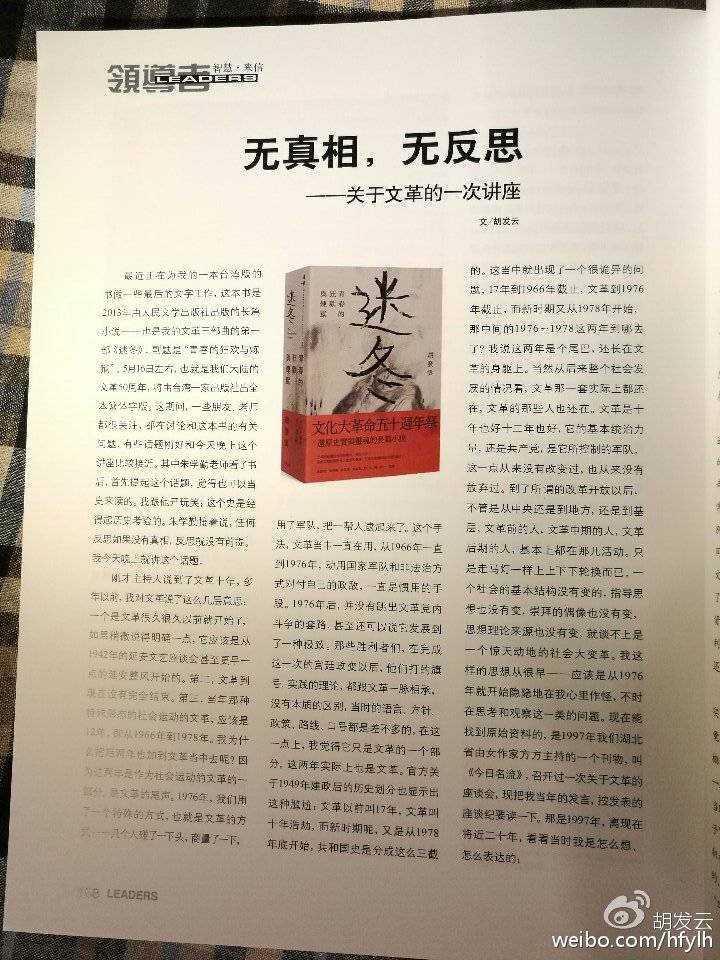 領導者
智慧·来信
LEADERS
无真相，无反思
——关于文革的一次讲座
文/胡发云
最近正在为我的一本台湾版的
书做一些最后的文字工作，这本书是
2013年由人民文学出版社出版的长篇
小说——也是我的文革三部曲的第一
部《迷冬》，副题是“青春的狂欢与炼
狱”，5月16日左右，也就是我们大陆的
文革50周年，将由台湾一家出版社出全
本繁体字版。这期间，一些朋友、老师
都很关注，都在讨论和这本书的有关
问题，有些话题刚好和今天晚上这个
讲座比较接近。其中朱学勤老师看了书
后，首先提起这个话题，觉得也可以当
史来读的。我跟他开玩笑：这个史是经
得起历史考验的。朱学勤接着说，任何
反思如果没有真相，反思就没有前提。
我今天晚上就讲这个话题。
刚才主持人说到了文革十年，多
年以前，我对文革说了这么几层意思：
一个是文革很久很久以前就开始了，
如果稍微说得明确一点，它应该是从
1942年的延安文艺座谈会甚至更早一
点的延安整风开始的。第二，文革到
现在没有完全结束。第三，当年那种
特殊形态的社会运动的文革，应该是
12年，即从1966年到1978年。我为什
么把后两年也加到文革当中去呢？因
为这两年是作为社会运动的文革的一
部分，是文革的尾声。1976年，我们用
了一个特殊的方式，也就是文革的方
式——几个人碰了一下头，商量了一下，
青春的
狂歡
與煉獄
迷冬
胡發雲
文化大革命五十週年祭
還原史實與靈魂的長篇小說
用了军队，把一帮人逮起来了。这个手
法，文革当中一直在用，从1966年一直
到1976年，动用国家军队和非法治方
式对付自己的政敌，一直是惯用的手
段。1976年后，并没有跳出文革党内
斗争的套路，甚至还可以说它发展到
了一种极致。那些胜利者们，在完成
这一次的宫廷政变以后，他们打的旗
号，实践的理论，都跟文革一脉相承，
没有本质的区别，当时的语言、方针、
政策、路线、口号都是差不多的，在这
一点上，我觉得它只是文革的一个部
分，这两年实际上也是文革。官方关
于1949年建政后的历史划分也显示出
这种尴尬：文革以前叫17年，文革叫
十年浩劫，而新时期呢，又是从1978
年底开始，共和国史是分成这么三截
的。这当中就出现了一个很诡异的问
题，17年到1966年截止，文革到1976
年截止，而新时期又从1978年开始，
那中间的1976～1978这两年到哪去
了？我说这两年是个尾巴，还长在文
革的身躯上。当然从后来整个社会发
展的情况看，文革那一套实际上都还
在，文革的那些人也还在。文革是十
年也好十二年也好，它的基本统治力
量，还是共产党，是它所控制的军队。
这一点从来没有改变过，也从来没有
放弃过。到了所谓的改革开放以后，
不管是从中央还是到地方，还是到基
层，文革前的人，文革中期的人，文革
后期的人，基本上都在那儿活动。只
是走马灯一样上上下下轮换而已。一
个社会的基本结构没有变的，指导思
想也没有变，崇拜的偶像也没有变，
思想理论来源也没有变，就谈不上是
一个惊天动地的社会大变革。我这
样的思想从很早——应该是从1976
年就开始隐隐地在我心里作怪，不时
在思考和观察这一类的问题。现在能
找到原始资料的，是1997年我们湖北
省由女作家方方主持的一个刊物，叫
《今日名流》，召开过一次关于文革的
座谈会，现把我当年的发言，按发表的
座谈纪要读一下。那是1997年，离现在
将近二十年，看看当时我是怎么想、
怎么表达的：
LEADERS
胡发云
weibo.com/hfylh